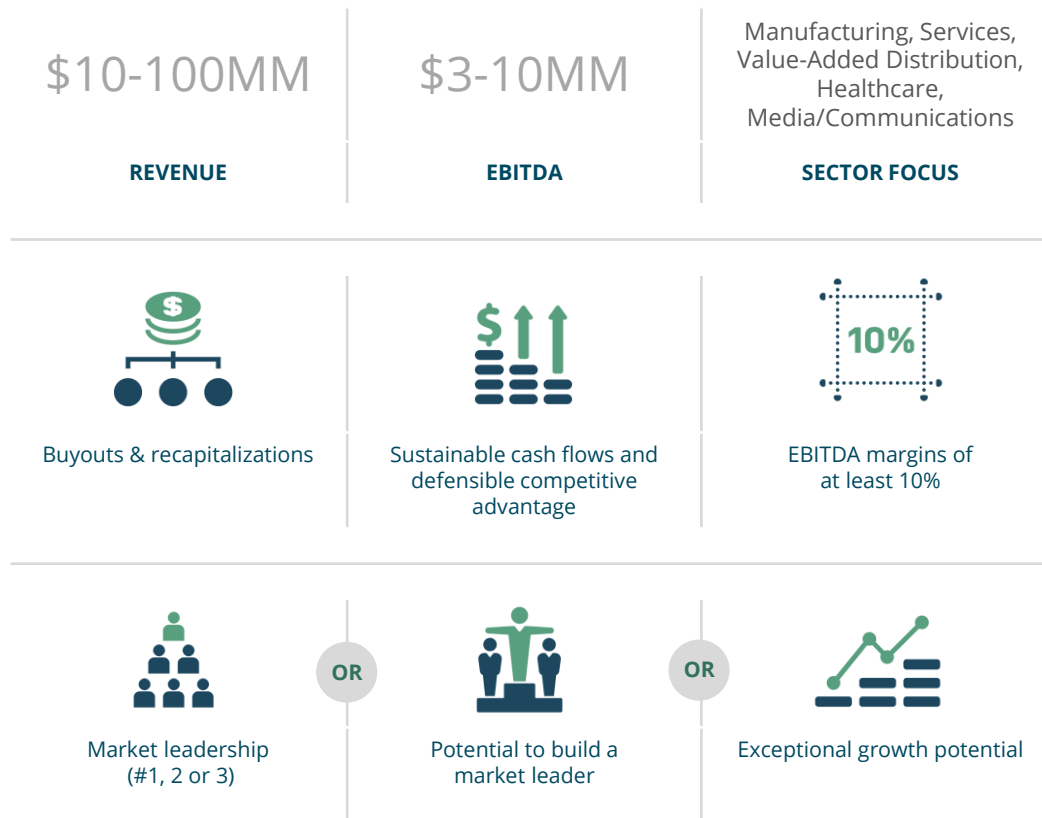 $10-100MM
REVENUE
$3-10MM
EBITDA
Manufacturing, Services,
Value-Added Distribution,
Healthcare,
Media/Communications
SECTOR FOCUS
$
Buyouts & recapitalizations
$
Sustainable cash flows and
defensible competitive
advantage
10%
EBITDA margins of
at least 10%
Market leadership
(#1, 2 or 3)
OR
Potential to build a
market leader
OR
Exceptional growth potential